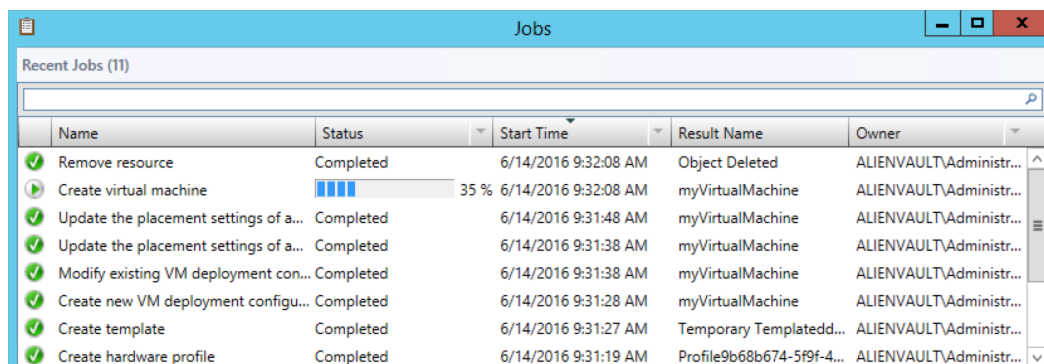 Jobs
Recent Jobs (11)
Name Status Start Time Result Name Owner
Remove resource Completed 6/14/2016 9:32:08 AM Object Deleted ALIENVAULT\Administr...
Create virtual machine 35 % 6/14/2016 9:32:08 AM myVirtualMachine ALIENVAULT\Administr...
Update the placement settings of a... Completed 6/14/2016 9:31:48 AM myVirtualMachine ALIENVAULT\Administr...
Update the placement settings of a... Completed 6/14/2016 9:31:38 AM myVirtualMachine ALIENVAULT\Administr...
Modify existing VM deployment con... Completed 6/14/2016 9:31:38 AM myVirtualMachine ALIENVAULT\Administr...
Create new VM deployment configu... Completed 6/14/2016 9:31:28 AM myVirtualMachine ALIENVAULT\Administr...
Create template Completed 6/14/2016 9:31:27 AM Temporary Templatedd... ALIENVAULT\Administr...
Create hardware profile Completed 6/14/2016 9:31:19 AM Profile9b68b674-5f9f-4... ALIENVAULT\Administr...